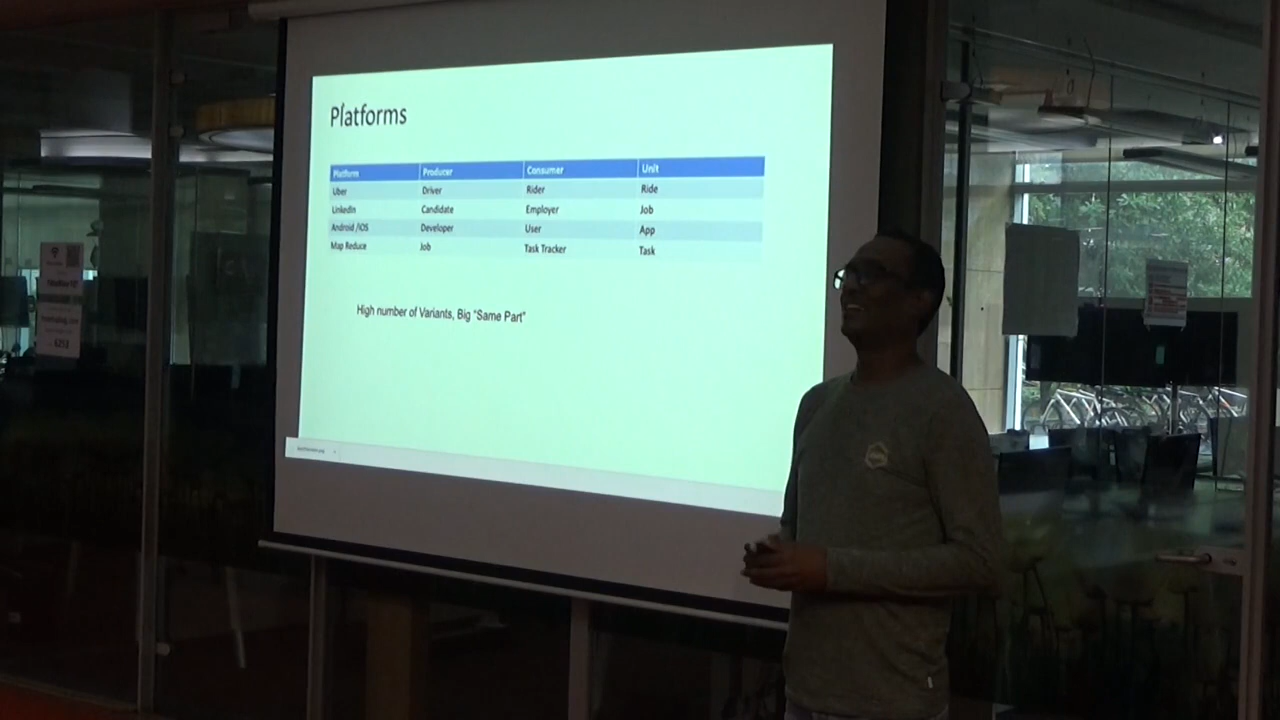 Platforms
Platform Producer Consumer Unit
Uber Driver Rider Ride
LinkedIn Candidate Employer Job
Android /iOS Developer User App
Map Reduce Job Task Tracker Task
High number of Variants, Big "Same Part"